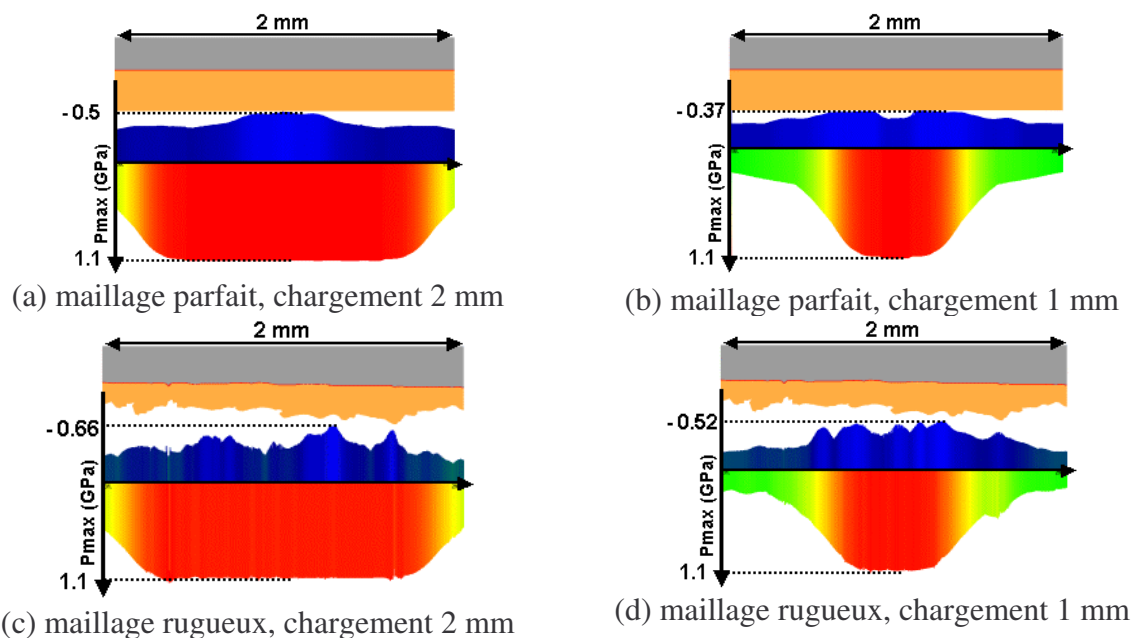 2 mm
- 0.5
Pmax (GPa)
1.1
(a) maillage parfait, chargement 2 mm
2 mm
- 0.37
Pmax (GPa)
1.1
(b) maillage parfait, chargement 1 mm
2 mm
- 0.66
Pmax (GPa)
1.1
(c) maillage rugueux, chargement 2 mm
2 mm
- 0.52
Pmax (GPa)
1.1
(d) maillage rugueux, chargement 1 mm